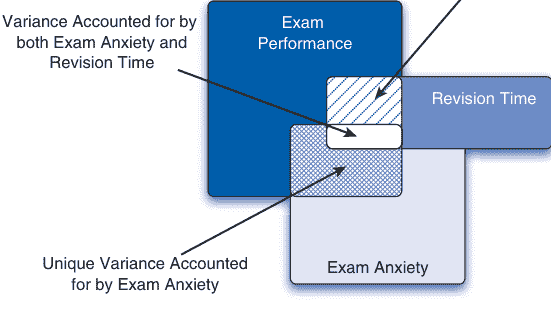 Variance Accounted for by
both Exam Anxiety and
Revision Time
Exam
Performance
Revision Time
Unique Variance Accounted
for by Exam Anxiety
Exam Anxiety